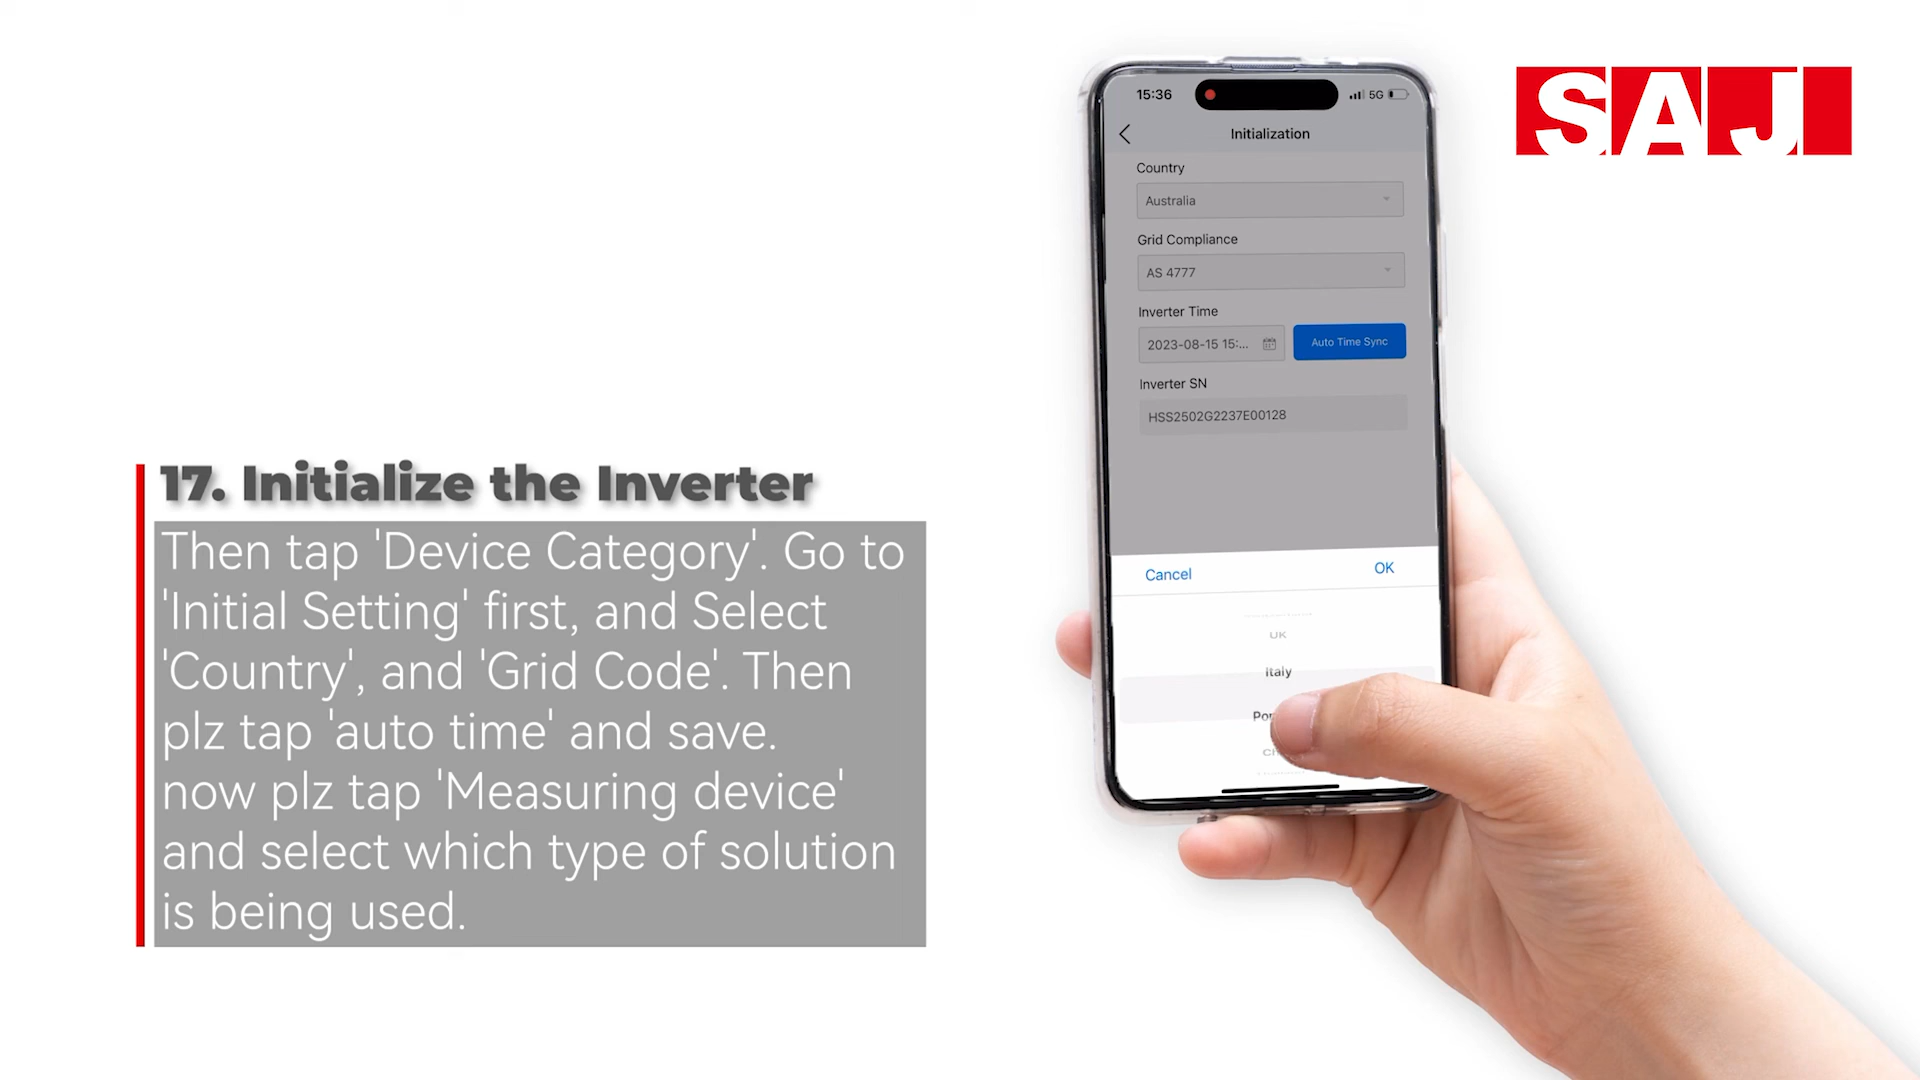 SAJ
15:36
5G
Initialization
Country
Australia
Grid Compliance
AS 4777
Inverter Time
2023-08-15 15:...
Auto Time Sync
Inverter SN
HSS2502G2237E00128
Cancel
OK
UK
Italy
17. Initialize the Inverter
Then tap 'Device Category'. Go to
'Initial Setting' first, and Select
'Country', and 'Grid Code'. Then
plz tap 'auto time' and save.
now plz tap 'Measuring device'
and select which type of solution
is being used.